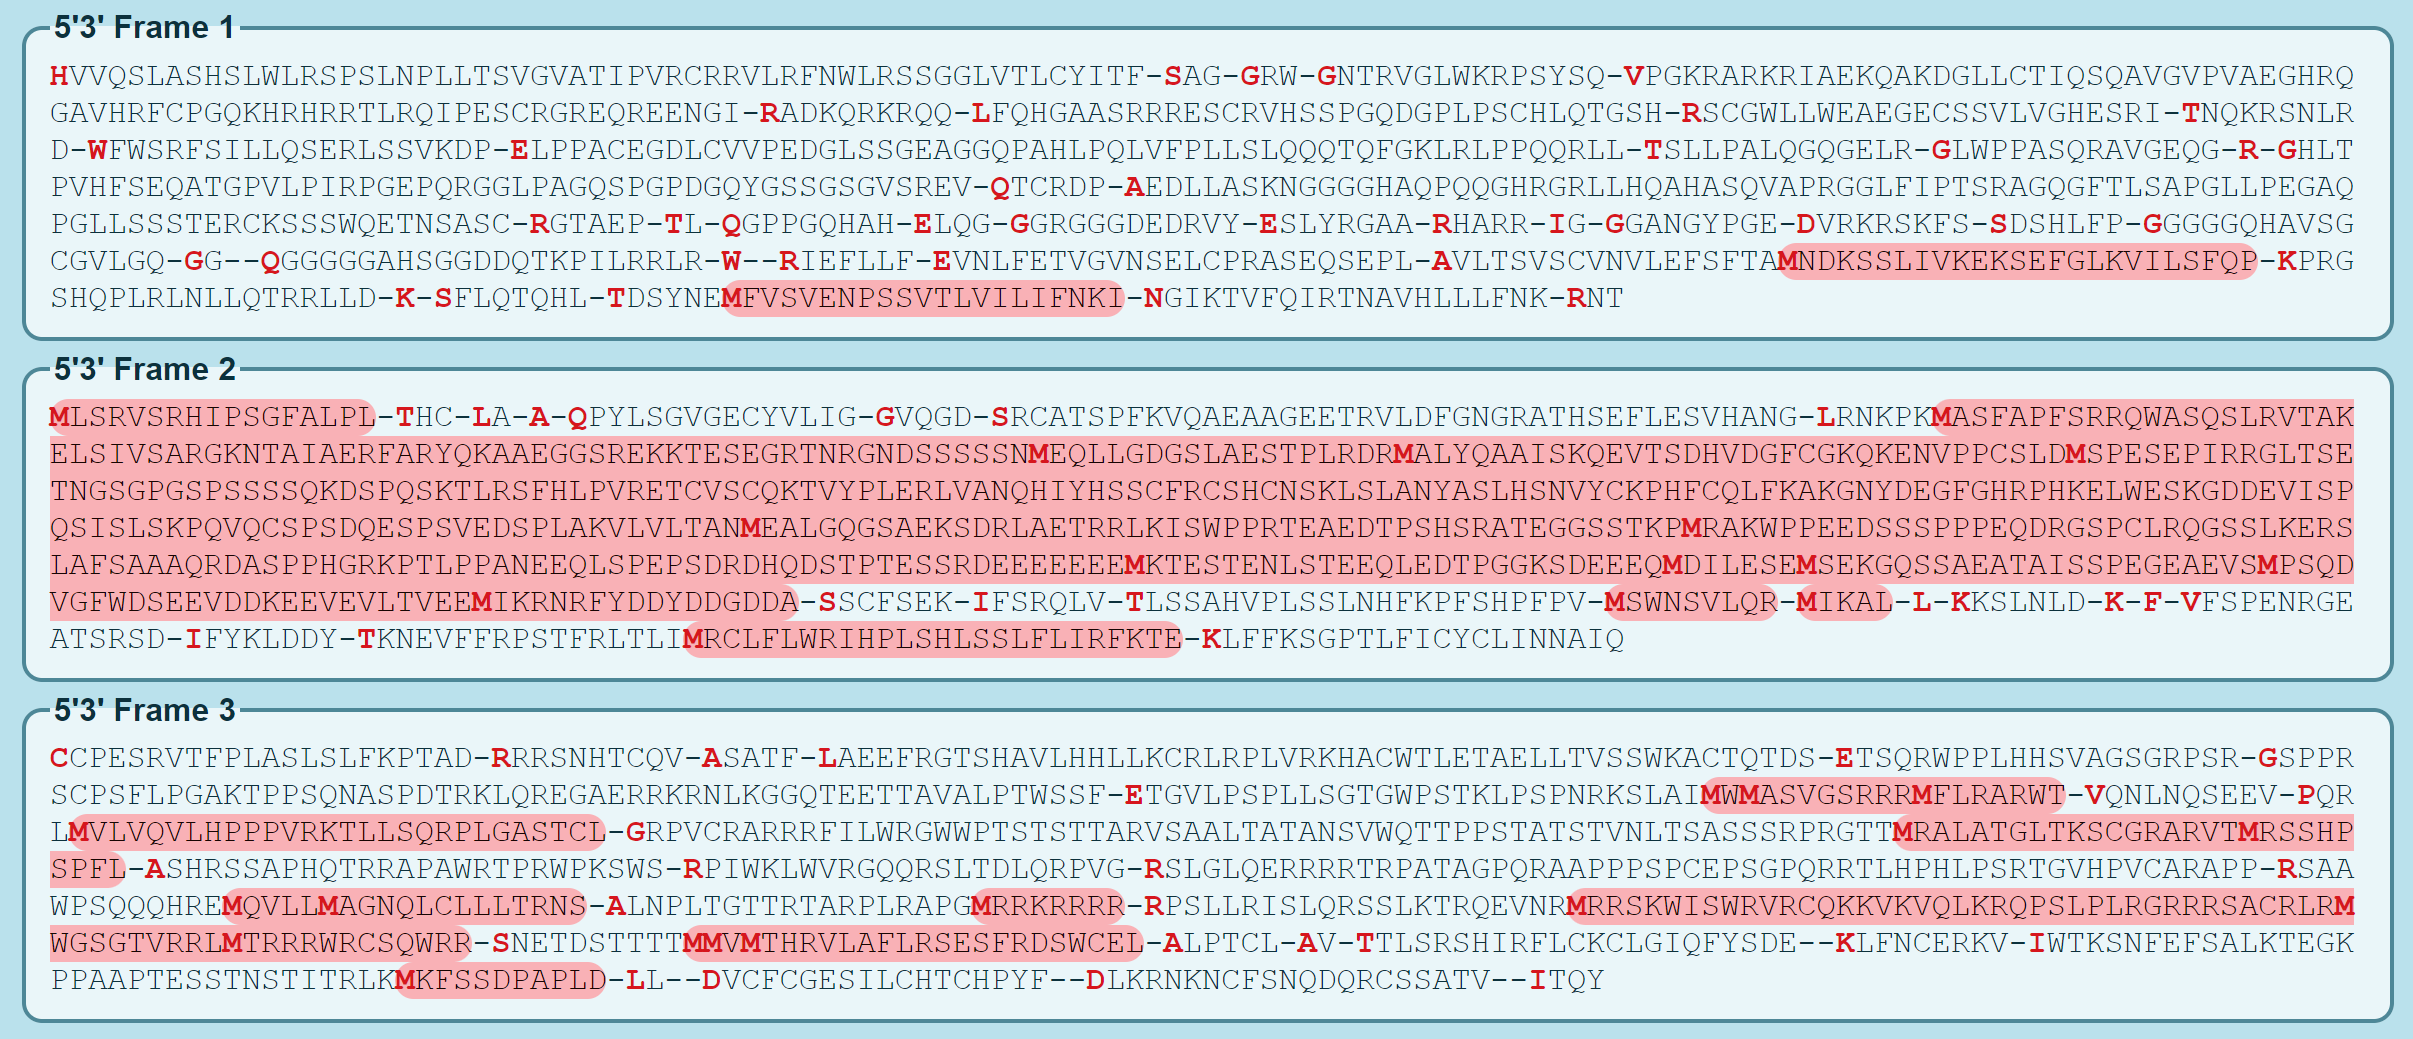 5'3' Frame 1
HVVQSLASHSLWLRSPSLNPLLTSVGVATIPVRCRRVLRFNWLRSSGGLVTLCYITF-SAG-GRW-GNTRVGLWKRPSYSQ-VPGKRARKRIAEKQAKDGLLCTIQSQAVGVPVAEGHRQ
GAVHRFCPGQKHRHRRTLRQIPESCRGREQREENGI-RADKQRKRQQ-LFQHGAASRRRESCRVHSSPGQDGPLPSCHLQTGSH-RSCGWLLWEAEGECSSVLVGHESRI-TNQKRSNLR
D-WFWSRFSILLQSERLSSVKDP-ELPPACEGDLCVVPEDGLSSGEAGGQPAHLPQLVFPLLSLQQQTQFGKLRLPPQQRLL-TSLLPALQGQGELR-GLWPPASQRAVGEQG-R-GHLT
PVHFSEQATGPVLPIRPGEPQRGGLPAGQSPGPDGQYGSSGSGVSREV-QTCRDP-AEDLLASKNGGGGHAQPQQGHRGRLLHQAHASQVAPRGGLFIPTSRAGQGFTLSAPGLLPEGAQ
PGLLSSSTERCKSSSWQETNSASC-RGTAEP-TL-QGPPGQHAH-ELQG-GGRGGGDEDRVY-ESLYRGAA-RHARR-IG-GGANGYPGE-DVRKRSKFS-SDSHLFP-GGGGGQHAVSG
CGVLGQ-GG--QGGGGGAHSGGDDQTKPILRRLR-W--RIEFLLF-EVNLFETVGVNSELCPRASEQSEPL-AVLTSVSCVNVLEFSFTAMNDKSSLIVKEKSEFGLKVILSFQP-KPRG
SHQPLRLNLLQTRRLLD-K-SFLQTQHL-TDSYNEMFVSVENPSSVTLVILIFNKI-NGIKTVFQIRTNAVHLLLFNK-RNT
5'3' Frame 2
MLSRVSRHIPSGFALPL-THC-LA-A-QPYLSGVGECYVLIG-GVQGD-SRCATSPFKVQAEAAGEETRVLDFGNGRATHSEFLESVHANG-LRNKPKMASFAPFSRRQWASQSLRVTAK
ELSIVSARGKNTAIAERFARYQKAAEGGSREKKTESEGRTNRGNDSSSSSNMEQLLGDGSLAESTPLRDRMALYQAAISKQEVTSDHVDGFCGKQKENVPPCSLDMSPESEPIRRGLTSE
TNGSGPGSPSSSSQKDSPQSKTLRSFHLPVRETCVSCQKTVYPLERLVANQHIYHSSCFRCSHCNSKLSLANYASLHSNVYCKPHFCQLFKAKGNYDEGFGHRPHKELWESKGDDEVISP
QSISLSKPQVQCSPSDQESPSVEDSPLAKVLVLTANMEALGQGSAEKSDRLAETRRLKISWPPRTEAEDTPSHSRATEGGSSTKPMRAKWPPEEDSSSPPPEQDRGSPCLRQGSSLKERS
LAFSAAAQRDASPPHGRKPTLPPANEEQLSPEPSDRDHQDSTPTESSRDEEEEEEEMKTESTENLSTEEQLEDTPGGKSDEEEQMDILESEMSEKGQSSAEATAISSPEGEAEVSMPSQD
VGFWDSEEVDDKEEVEVLTVEEMIKRNRFYDDYDDGDDA-SSCFSEK-IFSRQLV-TLSSAHVPLSSLNHFKPFSHPFPV-MSWNSVLQR-MIKAL-L-KKSLNLD-K-F-VFSPENRGE
ATSRSD-IFYKLDDY-TKNEVFFRPSTFRLTLIMRCLFLWRIHPLSHLSSLFLIRFKTE-KLFFKSGPTLFICYCLINNAIQ
5'3' Frame 3
CCPESRVTFPLASLSLFKPTAD-RRRSNHTCQV-ASATF-LAEEFRGTSHAVLHHLLKCRLRPLVRKHACWTLETAELLTVSSWKACTQTDS-ETSQRWPPLHHSVAGSGRPSR-GSPPR
SCPSFLPGAKTPPSQNASPDTRKLQREGAERRKRNLKGGQTEETTAVALPTWSSF-ETGVLPSPLLSGTGWPSTKLPSPNRKSLAIMWMASVGSRRRMFLRARWT-VQNLNQSEEV-PQR
LMVLVQVLHPPPVRKTLLSQRPLGASTCL-GRPVCRARRRFILWRGWWPTSTSTTARVSAALTATANSVWQTTPPSTATSTVNLTSASSSRPRGTTMRALATGLTKSCGRARVTMRSSHP
SPFL-ASHRSSAPHQTRRAPAWRTPRWPKSWS-RPIWKLWVRGQQRSLTDLQRPVG-RSLGLQERRRRTRPATAGPQRAAPPPSPCEPSGPQRRTLHPHLPSRTGVHPVCARAPP-RSAA
WPSQQQHREMQVLLMAGNQLCLLLTRNS-ALNPLTGTTRTARPLRAPGMRRKRRRR-RPSLLRISLQRSSLKTRQEVNRMRRSKWISWRVRCQKKVKVQLKRQPSLPLRGRRRSACRLRM
WGSGTVRRLMTRRRWRCSQWRR-SNETDSTTTTMMVMTHRVLAFLRSESFRDSWCEL-ALPTCL-AV-TTLSRSHIRFLCKCLGIQFYSDE--KLFNCERKV-IWTKSNFEFSALKTEGK
PPAAPTESSTNSTITRLKMKFSSDPAPLD-LL--DVCFCGESILCHTCHPYF--DLKRNKNCFSNQDQRCSSATV--ITQY